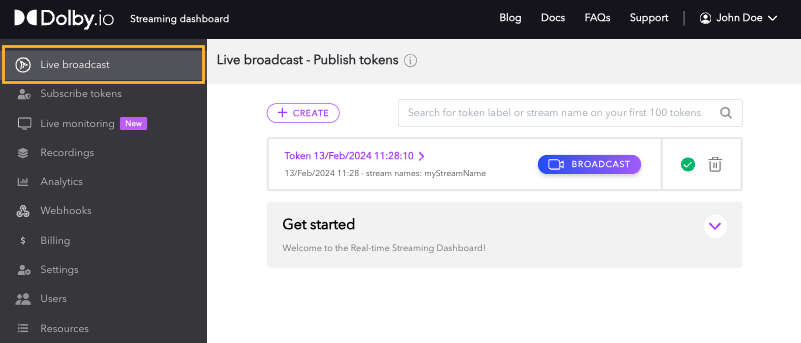 Dolby.io Streaming dashboard Blog Docs FAQs Support John Doe
Live broadcast
Subscribe tokens
Live monitoring New
Recordings
Analytics
Webhooks
$ Billing
Settings
Users
Resources
Live broadcast - Publish tokens
+ CREATE
Search for token label or stream name on your first 100 tokens
Token 13/Feb/2024 11:28:10
13/Feb/2024 11:28 - stream names: myStreamName
BROADCAST
Get started
Welcome to the Real-time Streaming Dashboard!